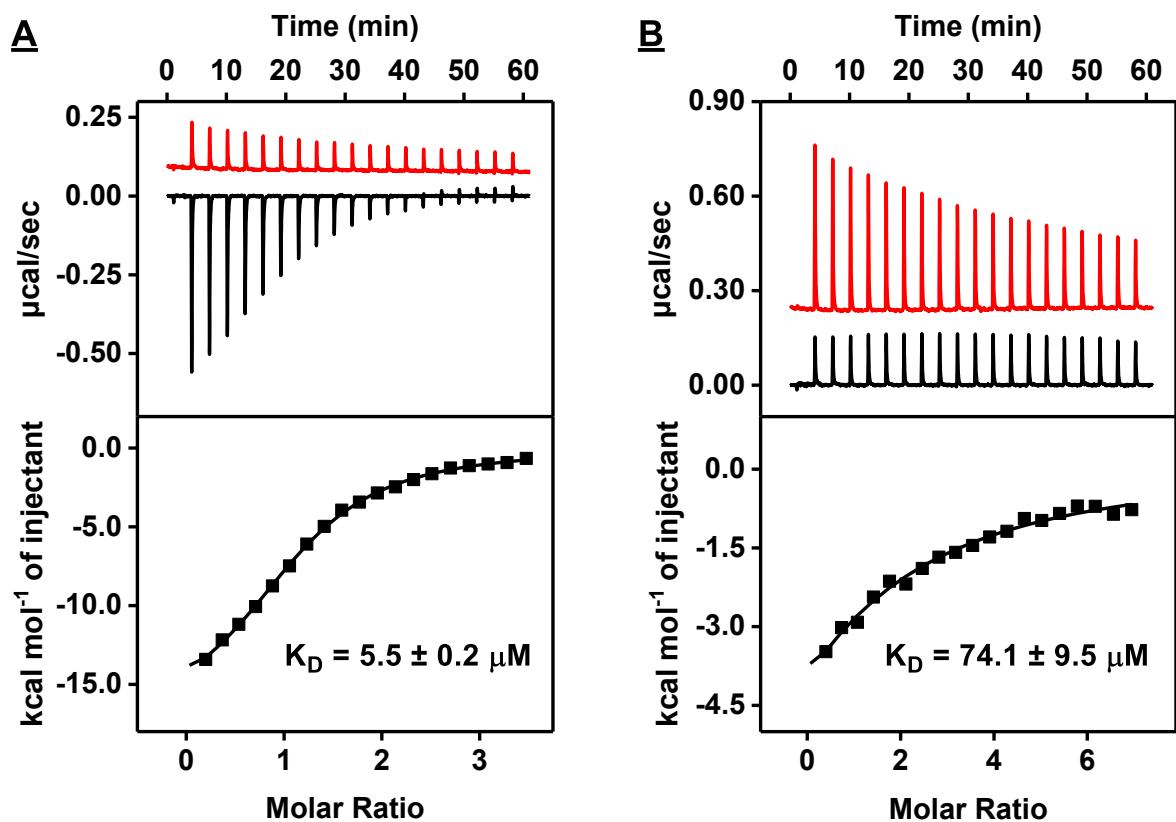 A
Time (min)
0 10 20 30 40 50 60
0.25
0.00
-0.25
-0.50
µcal/sec
0.0
-5.0
-10.0
-15.0
kcal mol⁻¹ of injectant
K_D = 5.5 ± 0.2 µM
0 1 2 3
Molar Ratio
B
Time (min)
0 10 20 30 40 50 60
0.90
0.60
0.30
0.00
µcal/sec
0.0
-1.5
-3.0
-4.5
kcal mol⁻¹ of injectant
K_D = 74.1 ± 9.5 µM
0 2 4 6
Molar Ratio